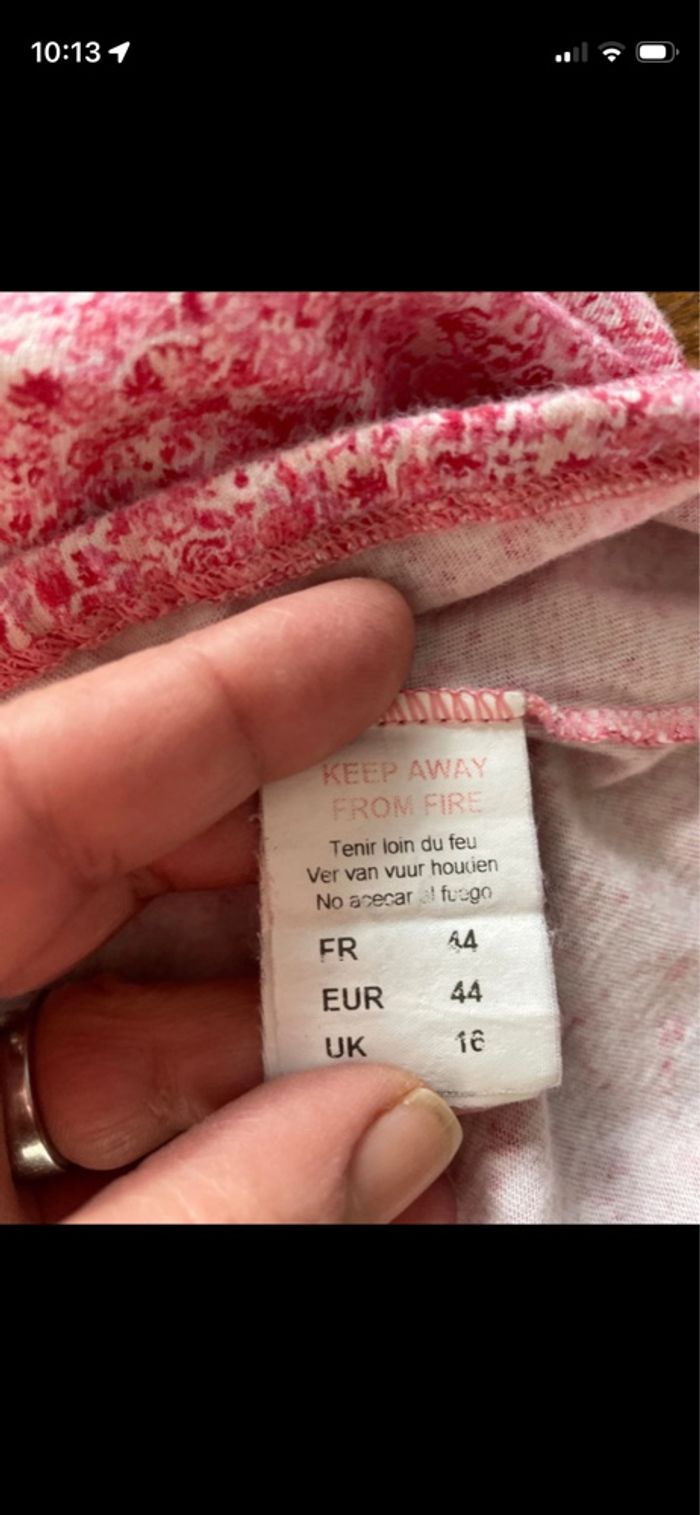 10:13
KEEP AWAY
FROM FIRE
Tenir loin du feu
Ver van vuur houden
No acecar al fuego
FR 44
EUR 44
UK 16